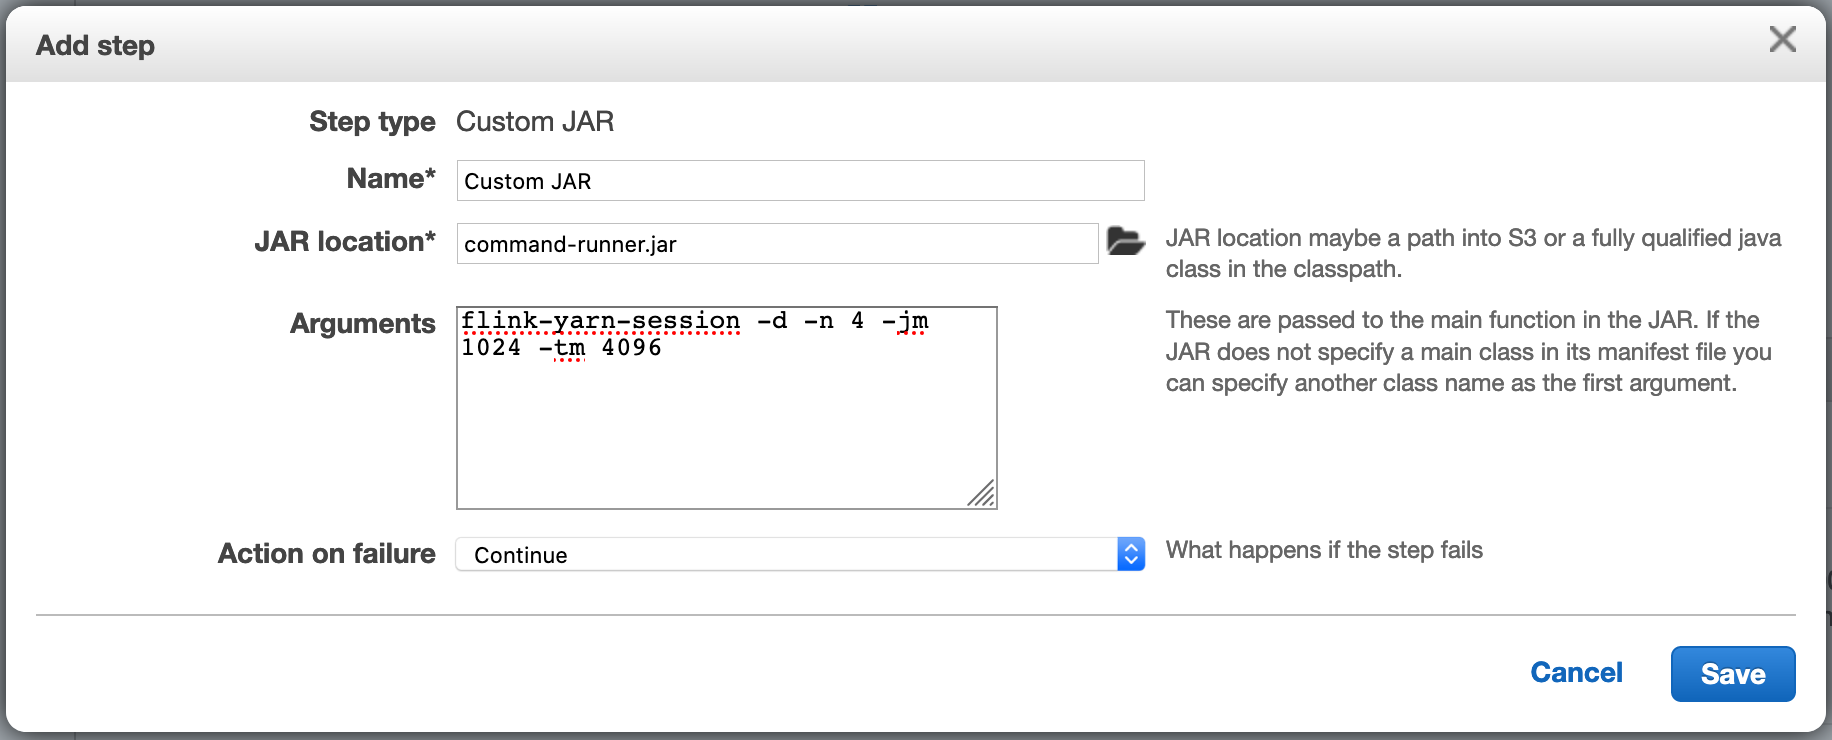 Add step
Step type Custom JAR
Name* Custom JAR
JAR location* command-runner.jar
JAR location maybe a path into S3 or a fully qualified java
class in the classpath.
Arguments
flink-yarn-session -d -n 4 -jm
1024 -tm 4096
These are passed to the main function in the JAR. If the
JAR does not specify a main class in its manifest file you
can specify another class name as the first argument.
Action on failure Continue
What happens if the step fails
Cancel
Save